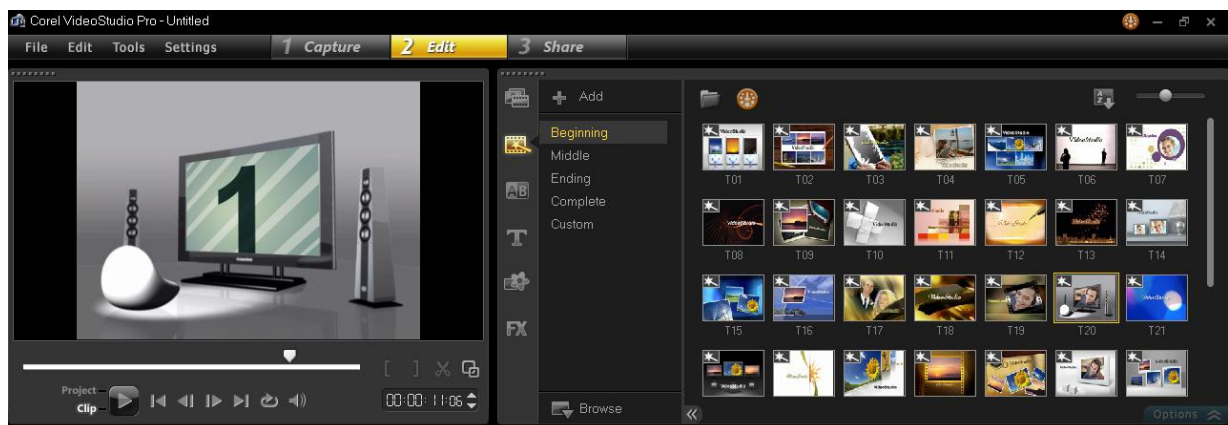 Corel VideoStudio Pro - Untitled
File Edit Tools Settings 1 Capture 2 Edit 3 Share
1
Project
Clip
00:00:11:06
AB
T
FX
Add
Beginning
Middle
Ending
Complete
Custom
Browse
T01 T02 T03 T04 T05 T06 T07
T08 T09 T10 T11 T12 T13 T14
T15 T16 T17 T18 T19 T20 T21
Options